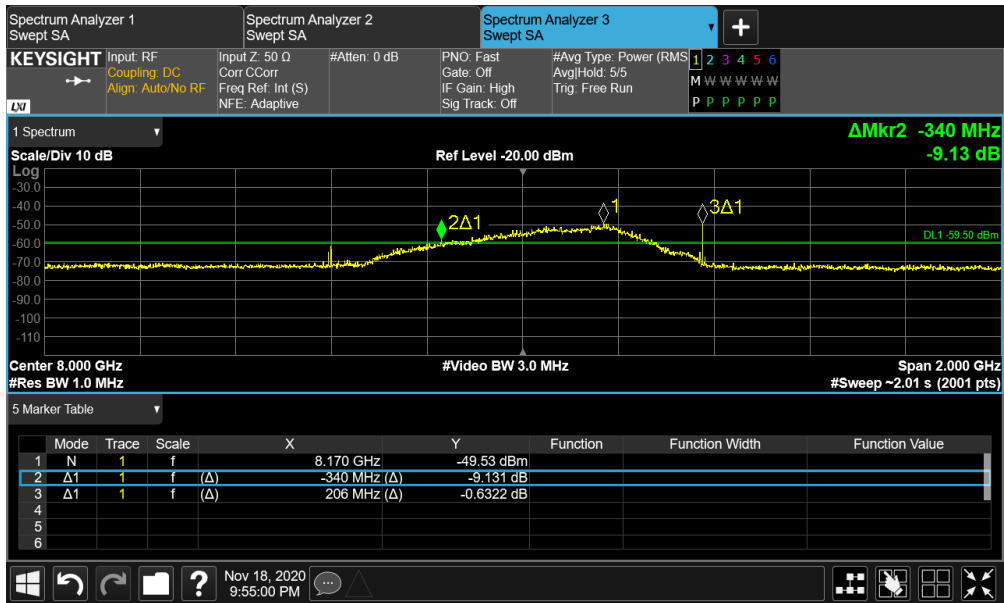 Spectrum Analyzer 1
Swept SA
Spectrum Analyzer 2
Swept SA
Spectrum Analyzer 3
Swept SA
KEYSIGHT
LXI
Input: RF
Coupling: DC
Align: Auto/No RF
Input Z: 50 Ω
Corr CCorr
Freq Ref: Int (S)
NFE: Adaptive
#Atten: 0 dB
PNO: Fast
Gate: Off
IF Gain: High
Sig Track: Off
#Avg Type: Power (RMS
Avg|Hold: 5/5
Trig: Free Run
1 2 3 4 5 6
M W W W W W
P P P P P P
1 Spectrum
ΔMkr2 -340 MHz
-9.13 dB
Scale/Div 10 dB
Ref Level -20.00 dBm
Log
-30.0
-40.0
-50.0
-60.0
-70.0
-80.0
-90.0
-100
-110
2Δ1
1
3Δ1
DL1 -59.50 dBm
Center 8.000 GHz
#Video BW 3.0 MHz
Span 2.000 GHz
#Res BW 1.0 MHz
#Sweep ~2.01 s (2001 pts)
5 Marker Table
Mode Trace Scale X Y Function Function Width Function Value
1 N 1 f 8.170 GHz -49.53 dBm
2 Δ1 1 f (Δ) -340 MHz (Δ) -9.131 dB
3 Δ1 1 f (Δ) 206 MHz (Δ) -0.6322 dB
4
5
6
?
Nov 18, 2020
9:55:00 PM